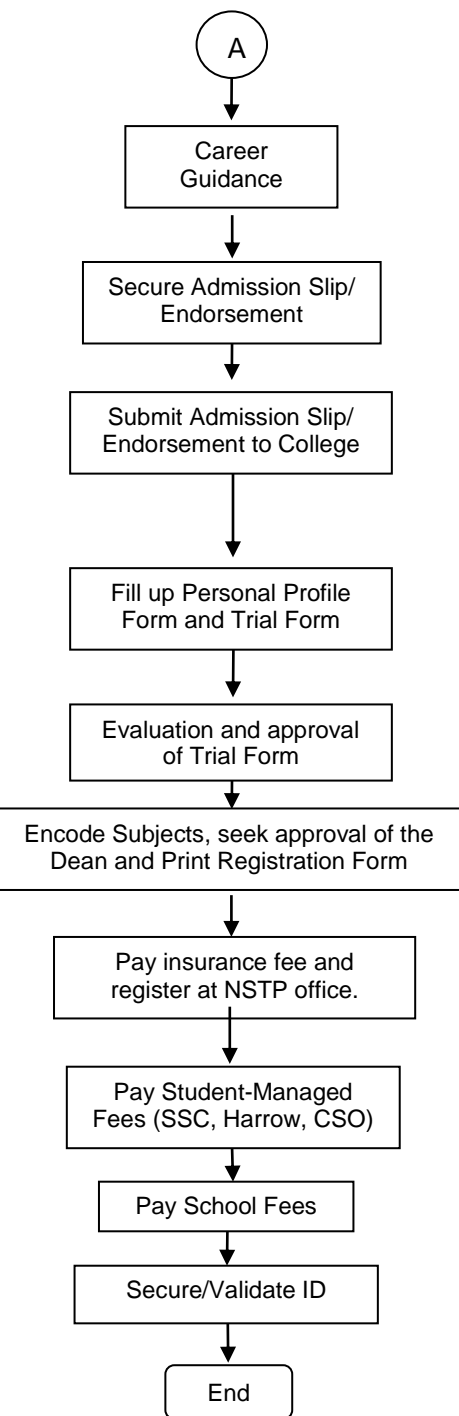 A
Career
Guidance
Secure Admission Slip/
Endorsement
Submit Admission Slip/
Endorsement to College
Fill up Personal Profile
Form and Trial Form
Evaluation and approval
of Trial Form
Encode Subjects, seek approval of the
Dean and Print Registration Form
Pay insurance fee and
register at NSTP office.
Pay Student-Managed
Fees (SSC, Harrow, CSO)
Pay School Fees
Secure/Validate ID
End